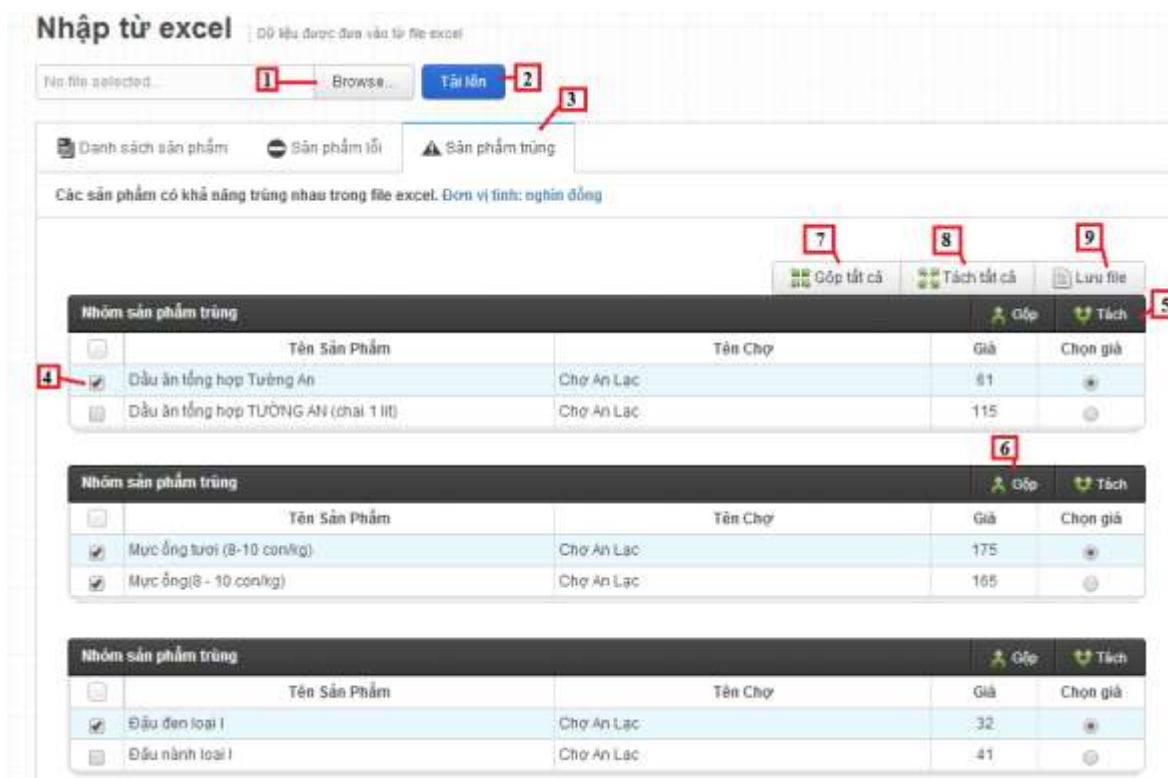 Nhập từ excel Dữ liệu được đưa vào từ file excel
No file selected... 1 Browse... Tải lên 2
3
Danh sách sản phẩm Sản phẩm lỗi Sản phẩm trùng
Các sản phẩm có khả năng trùng nhau trong file excel. Đơn vị tính: nghìn đồng
7 8 9
Gộp tất cả Tách tất cả Lưu file
Nhóm sản phẩm trùng Gộp Tách 5
Tên Sản Phẩm Tên Chợ Giá Chọn giá
4 Dầu ăn tổng hợp Tường An Chợ An Lạc 61
Dầu ăn tổng hợp TƯỜNG AN (chai 1 lít) Chợ An Lạc 115
6
Nhóm sản phẩm trùng Gộp Tách
Tên Sản Phẩm Tên Chợ Giá Chọn giá
Mực ống tươi (8-10 con/kg) Chợ An Lạc 175
Mực ống(8 - 10 con/kg) Chợ An Lạc 165
Nhóm sản phẩm trùng Gộp Tách
Tên Sản Phẩm Tên Chợ Giá Chọn giá
Đậu đen loại I Chợ An Lạc 32
Đậu nành loại I Chợ An Lạc 41